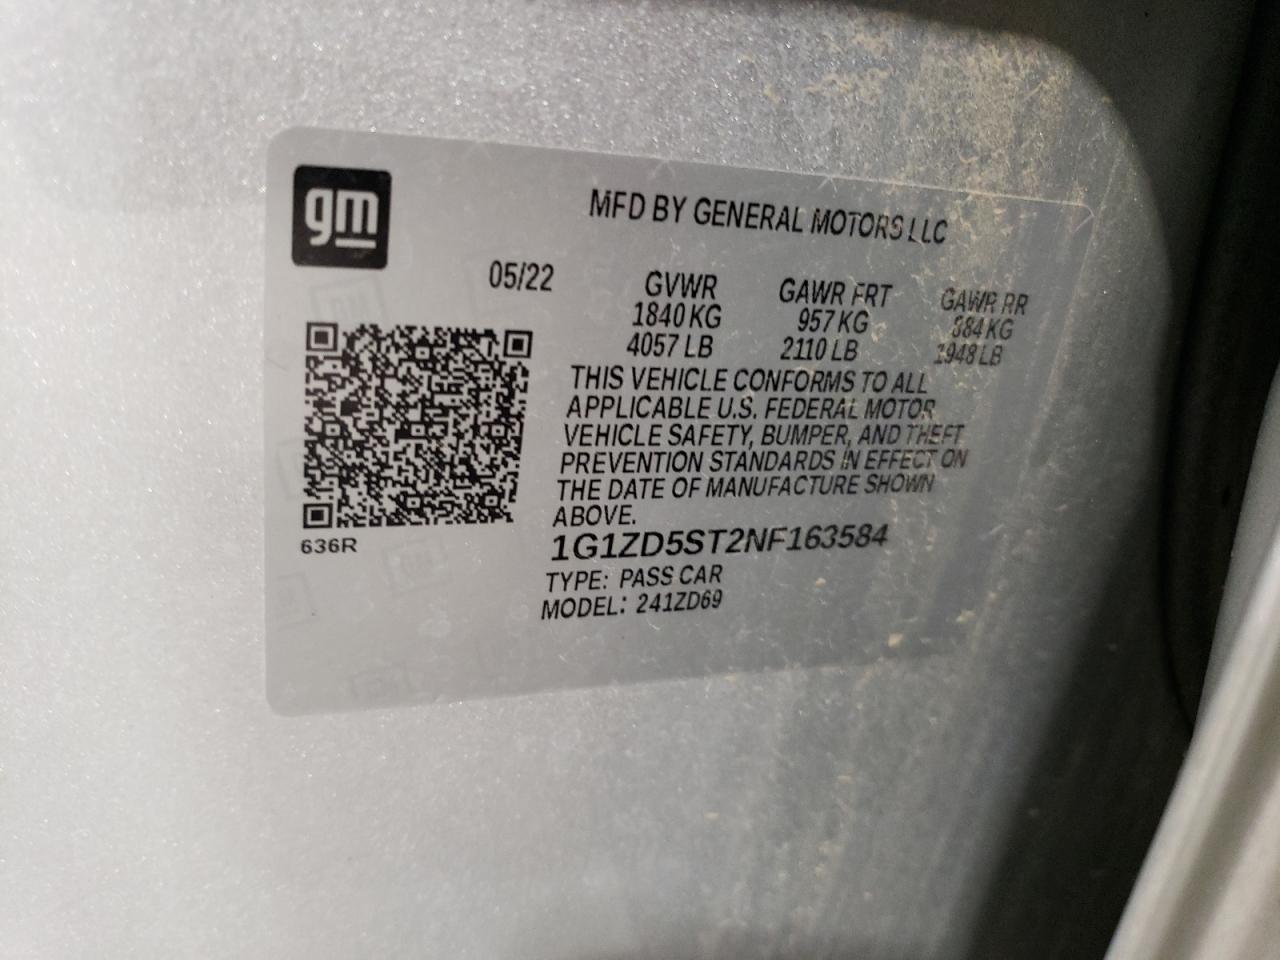 gm
MFD BY GENERAL MOTORS LLC
05/22 GVWR GAWR FRT GAWR RR
1840 KG 957 KG 884 KG
4057 LB 2110 LB 1948 LB
THIS VEHICLE CONFORMS TO ALL
APPLICABLE U.S. FEDERAL MOTOR
VEHICLE SAFETY, BUMPER, AND THEFT
PREVENTION STANDARDS IN EFFECT ON
THE DATE OF MANUFACTURE SHOWN
ABOVE.
636R
1G1ZD5ST2NF163584
TYPE: PASS CAR
MODEL: 241ZD69